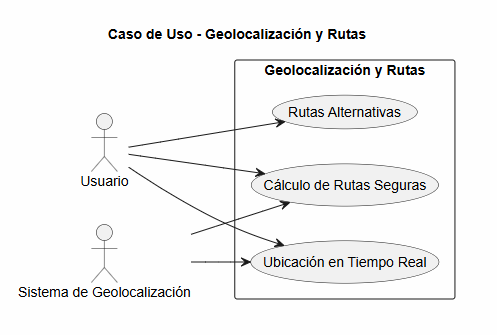 Caso de Uso - Geolocalización y Rutas
Geolocalización y Rutas
Rutas Alternativas
Usuario
Cálculo de Rutas Seguras
Sistema de Geolocalización
Ubicación en Tiempo Real